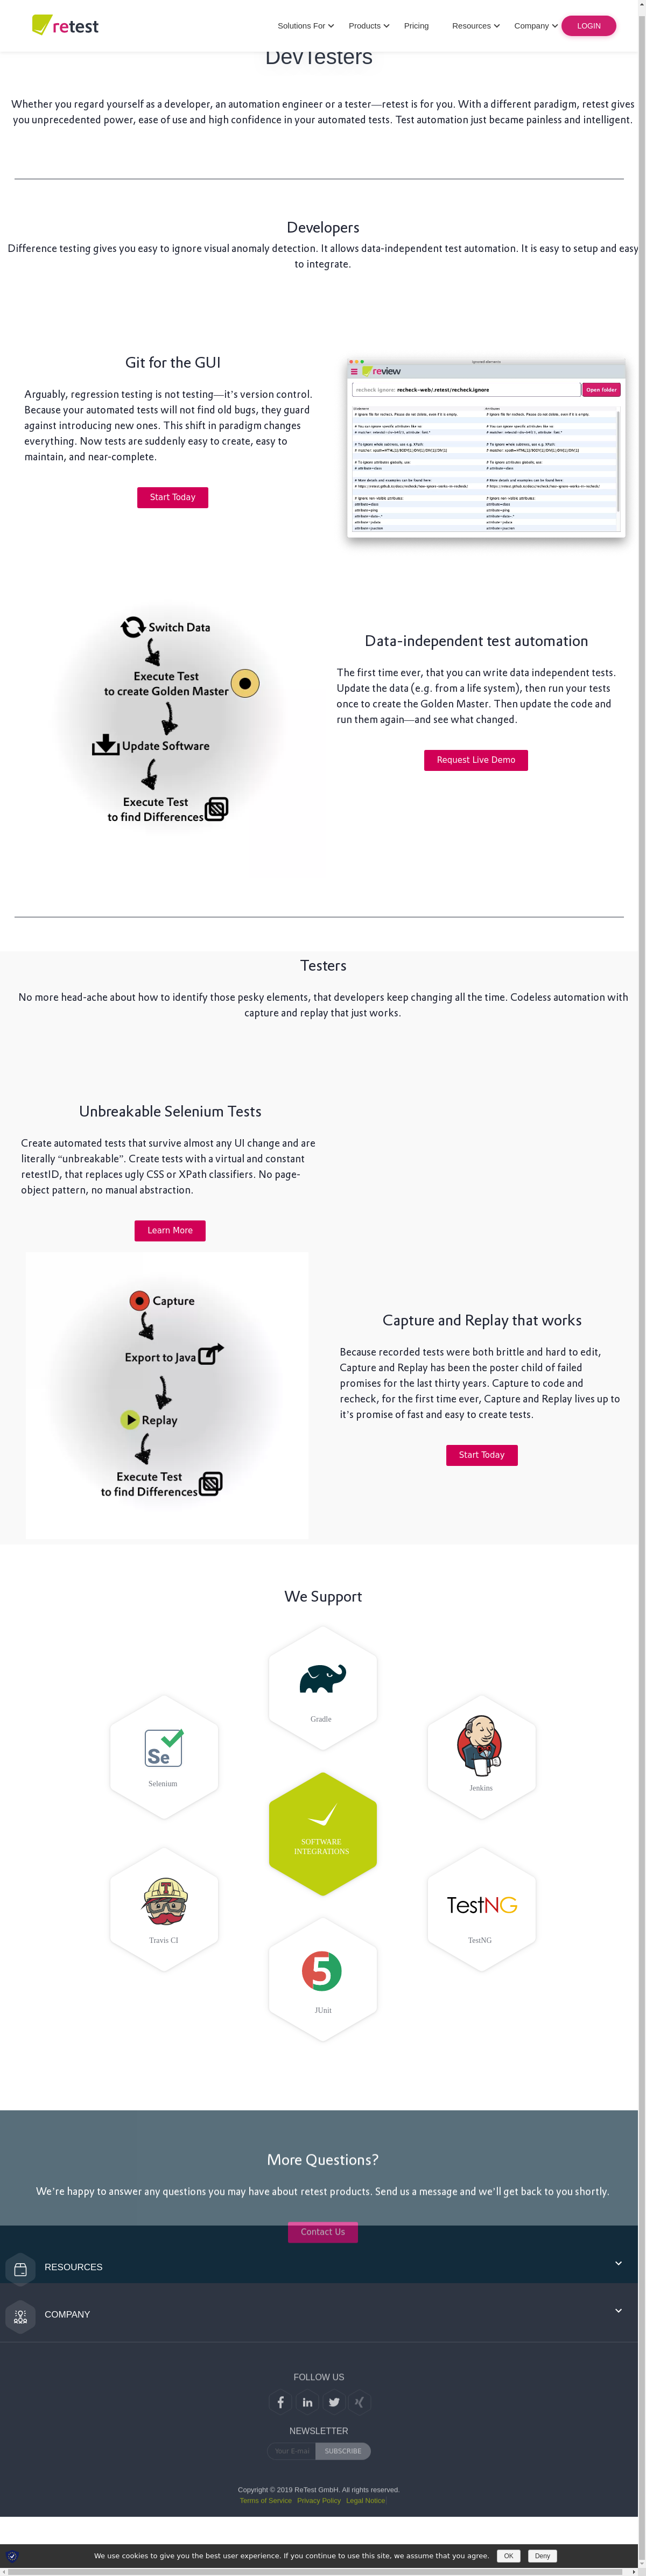 retest
Solutions For
Products
Pricing
Resources
Company
LOGIN
DevTesters
Whether you regard yourself as a developer, an automation engineer or a tester—retest is for you. With a different paradigm, retest gives
you unprecedented power, ease of use and high confidence in your automated tests. Test automation just became painless and intelligent.
Developers
Difference testing gives you easy to ignore visual anomaly detection. It allows data-independent test automation. It is easy to setup and easy
to integrate.
Git for the GUI
Arguably, regression testing is not testing—it's version control.
Because your automated tests will not find old bugs, they guard
against introducing new ones. This shift in paradigm changes
everything. Now tests are suddenly easy to create, easy to
maintain, and near-complete.
Start Today
review
recheck ignore: recheck-web/.retest/recheck.ignore
Open folder
Switch Data
Execute Test
to create Golden Master
Update Software
Execute Test
to find Differences
Data-independent test automation
The first time ever, that you can write data independent tests.
Update the data (e.g. from a life system), then run your tests
once to create the Golden Master. Then update the code and
run them again—and see what changed.
Request Live Demo
Testers
No more head-ache about how to identify those pesky elements, that developers keep changing all the time. Codeless automation with
capture and replay that just works.
Unbreakable Selenium Tests
Create automated tests that survive almost any UI change and are
literally “unbreakable”. Create tests with a virtual and constant
retestID, that replaces ugly CSS or XPath classifiers. No page-
object pattern, no manual abstraction.
Learn More
Capture
Export to Java
Replay
Execute Test
to find Differences
Capture and Replay that works
Because recorded tests were both brittle and hard to edit,
Capture and Replay has been the poster child of failed
promises for the last thirty years. Capture to code and
recheck, for the first time ever, Capture and Replay lives up to
it's promise of fast and easy to create tests.
Start Today
We Support
Gradle
Se
Selenium
Jenkins
SOFTWARE
INTEGRATIONS
T
Travis CI
TestNG
TestNG
5
JUnit
More Questions?
We're happy to answer any questions you may have about retest products. Send us a message and we'll get back to you shortly.
Contact Us
RESOURCES
COMPANY
FOLLOW US
NEWSLETTER
Your E-mai
SUBSCRIBE
Copyright © 2019 ReTest GmbH. All rights reserved.
Terms of Service Privacy Policy Legal Notice
We use cookies to give you the best user experience. If you continue to use this site, we assume that you agree.
OK
Deny